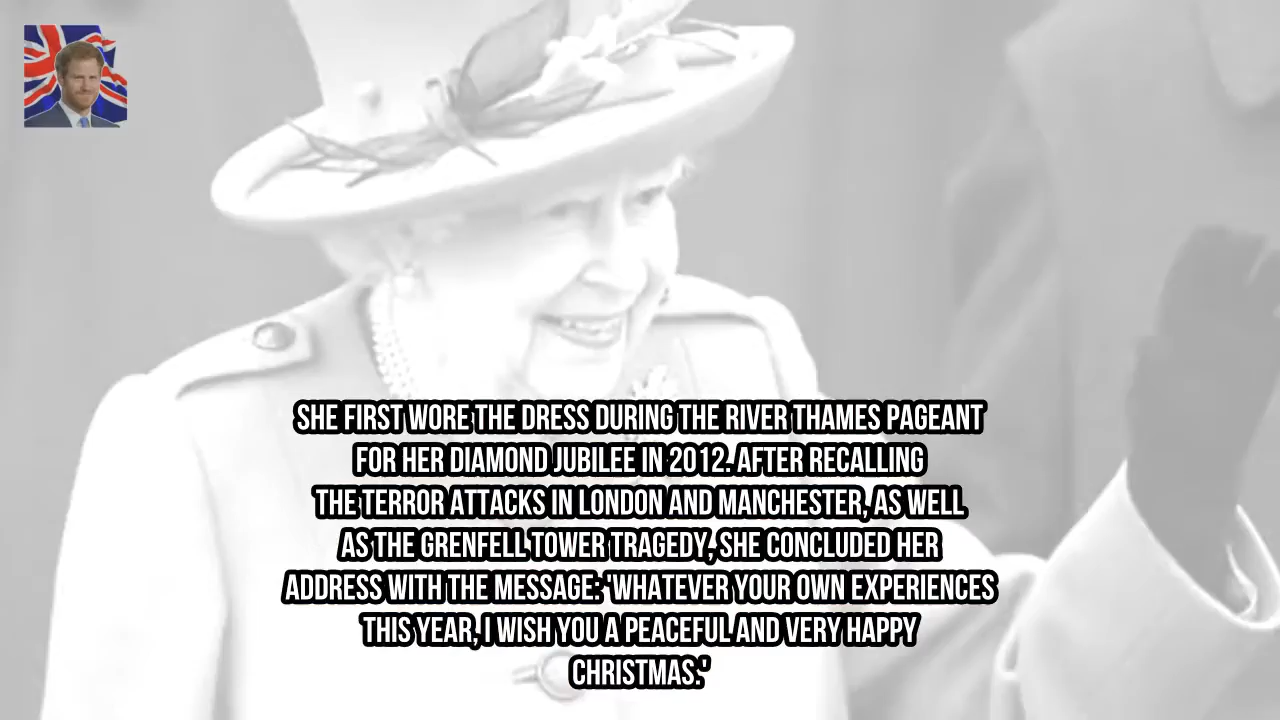 SHE FIRST WORE THE DRESS DURING THE RIVER THAMES PAGEANT
FOR HER DIAMOND JUBILEE IN 2012. AFTER RECALLING
THE TERROR ATTACKS IN LONDON AND MANCHESTER, AS WELL
AS THE GRENFELL TOWER TRAGEDY, SHE CONCLUDED HER
ADDRESS WITH THE MESSAGE: 'WHATEVER YOUR OWN EXPERIENCES
THIS YEAR, I WISH YOU A PEACEFUL AND VERY HAPPY
CHRISTMAS.'